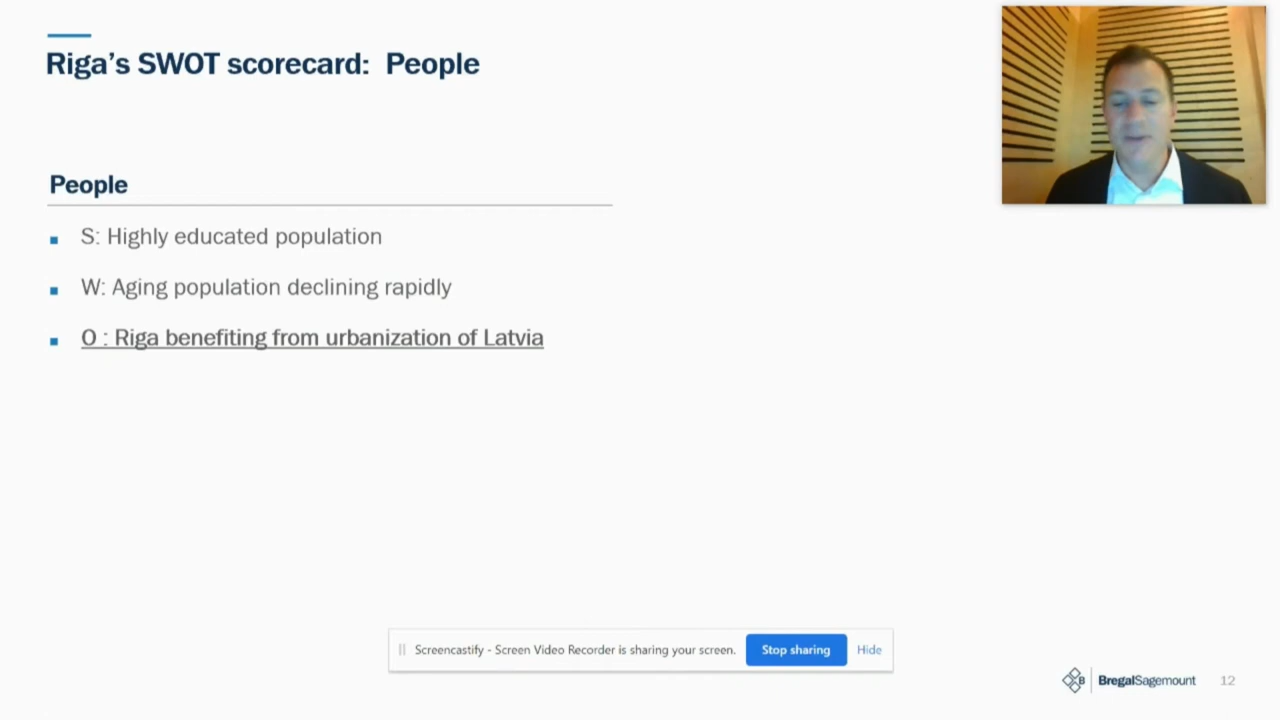 Riga's SWOT scorecard: People
People
S: Highly educated population
W: Aging population declining rapidly
O : Riga benefiting from urbanization of Latvia
Screencastify - Screen Video Recorder is sharing your screen. Stop sharing Hide
B BregalSagemount 12